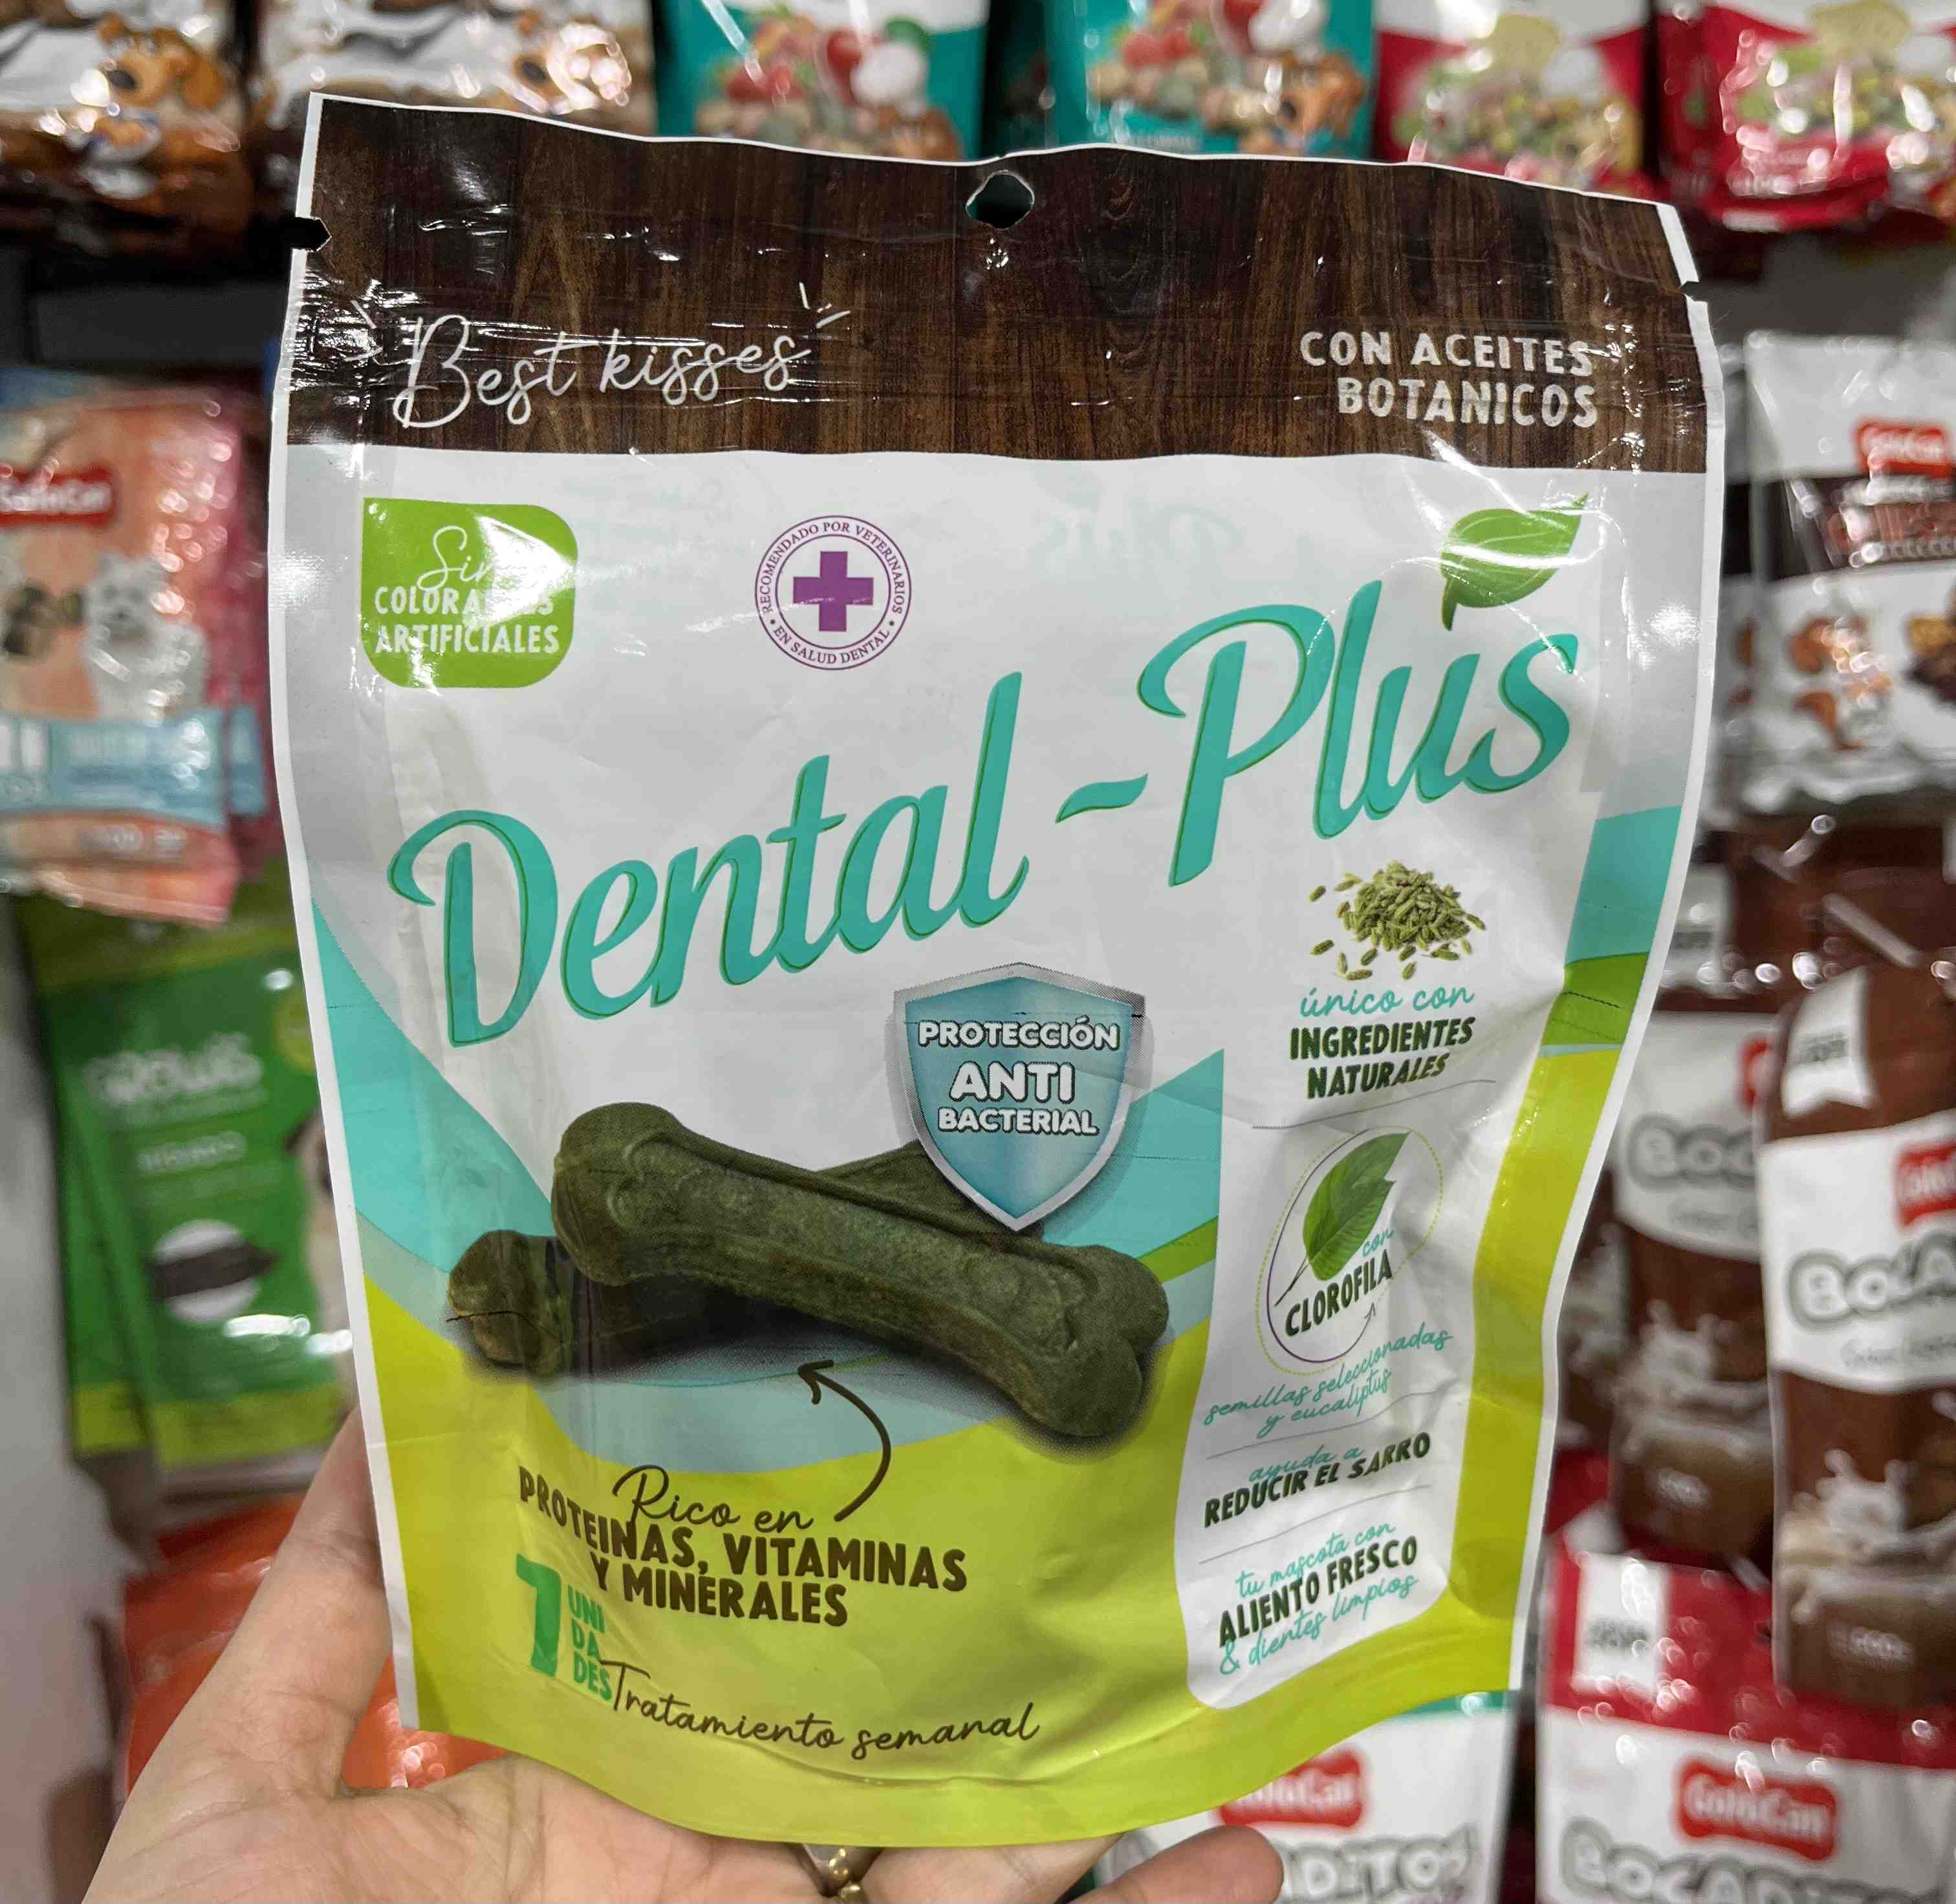 Best kisses
CON ACEITES
BOTANICOS
Sin
COLORANTES
ARTIFICIALES
RECOMENDADO POR VETERINARIOS
• EN SALUD DENTAL •
Dental-Plus
PROTECCIÓN
ANTI
BACTERIAL
único con
INGREDIENTES
NATURALES
con
CLOROFILA
semillas seleccionadas
y eucaliptus
ayuda a
REDUCIR EL SARRO
tu mascota con
ALIENTO FRESCO
& dientes limpios
Rico en
PROTEINAS, VITAMINAS
Y MINERALES
7 UNI
DA
DES
Tratamiento semanal
GoloCan
GoloCan